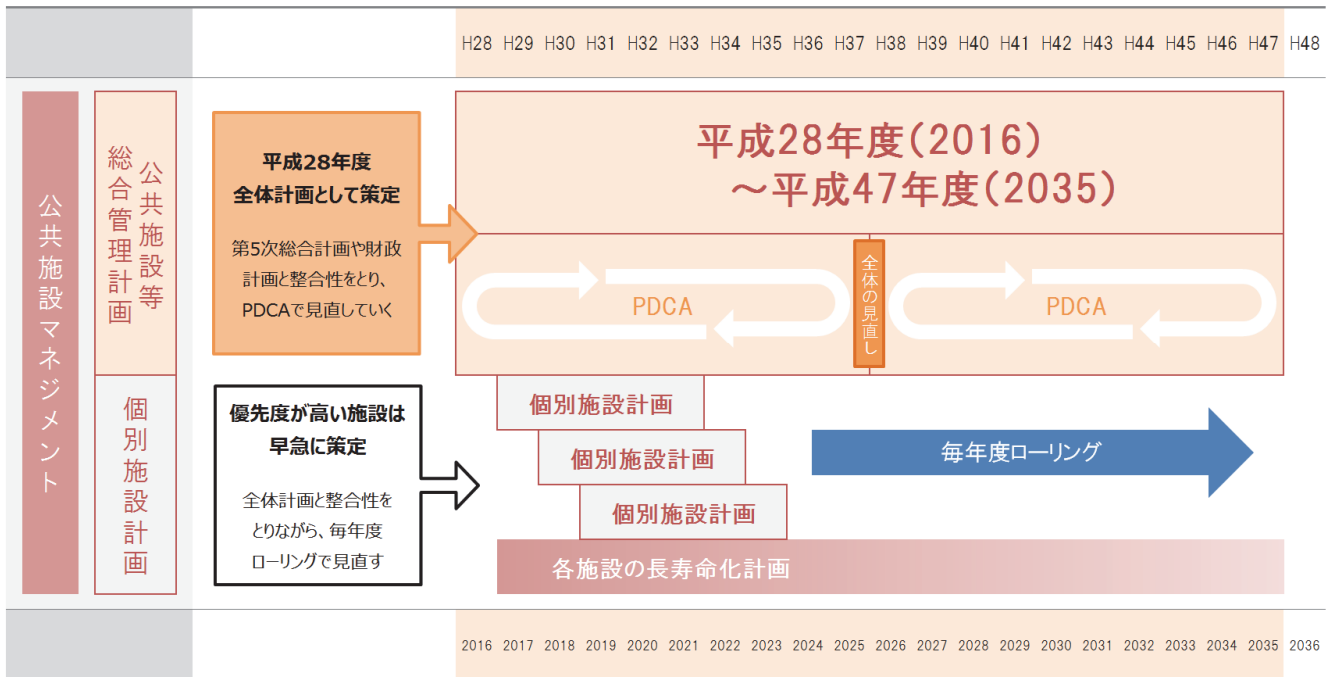 H28 H29 H30 H31 H32 H33 H34 H35 H36 H37 H38 H39 H40 H41 H42 H43 H44 H45 H46 H47 H48
公共施設マネジメント
公共施設等
総合管理計画
平成28年度
全体計画として策定
第5次総合計画や財政
計画と整合性をとり、
PDCAで見直していく
平成28年度(2016)
～平成47年度(2035)
PDCA
全体の見直し
PDCA
個別施設計画
優先度が高い施設は
早急に策定
全体計画と整合性を
とりながら、毎年度
ローリングで見直す
個別施設計画
個別施設計画
個別施設計画
毎年度ローリング
各施設の長寿命化計画
2016 2017 2018 2019 2020 2021 2022 2023 2024 2025 2026 2027 2028 2029 2030 2031 2032 2033 2034 2035 2036